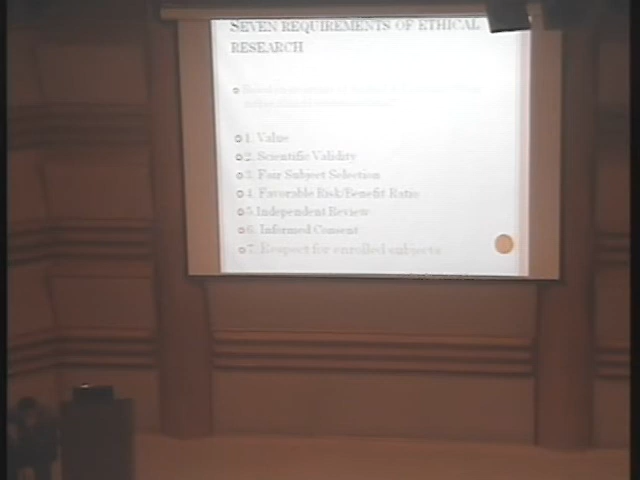 SEVEN REQUIREMENTS OF ETHICAL
RESEARCH
1. Value
2. Scientific Validity
3. Fair Subject Selection
4. Favorable Risk/Benefit Ratio
5.Independent Review
6. Informed Consent
7. Respect for enrolled subjects